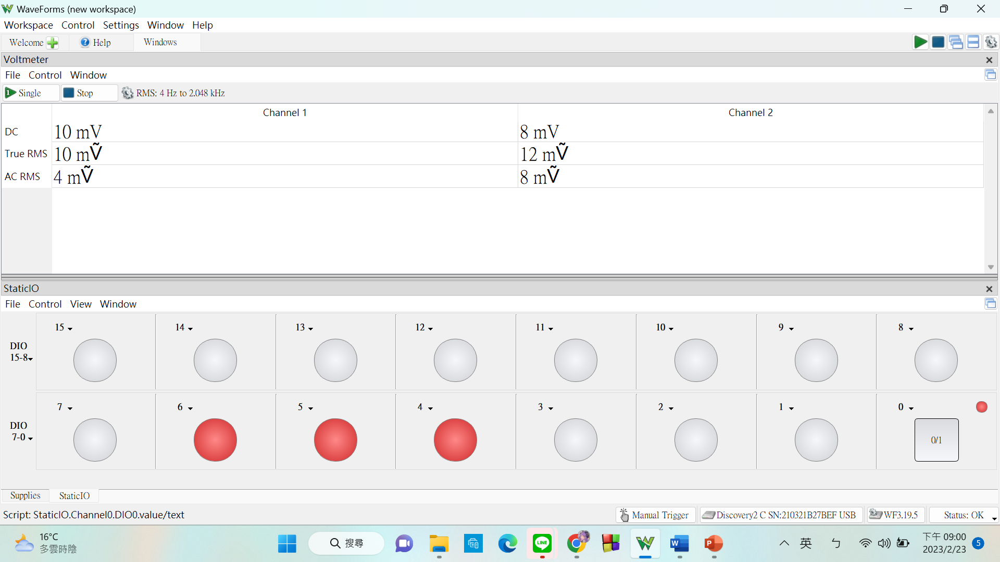 WaveForms (new workspace)
Workspace Control Settings Window Help
Welcome Help Windows
Voltmeter
File Control Window
1 Single Stop RMS: 4 Hz to 2.048 kHz
Channel 1 Channel 2
DC 10 mV 8 mV
True RMS 10 mṼ 12 mṼ
AC RMS 4 mṼ 8 mṼ
StaticIO
File Control View Window
15 14 13 12 11 10 9 8
DIO
15-8
7 6 5 4 3 2 1 0
DIO
7-0
0/1
Supplies StaticIO
Script: StaticIO.Channel0.DIO0.value/text Manual Trigger Discovery2 C SN:210321B27BEF USB WF3.19.5 Status: OK
16°C
多雲時陰
搜尋
LINE
W
P
英
ㄅ
下午 09:00
2023/2/23
5